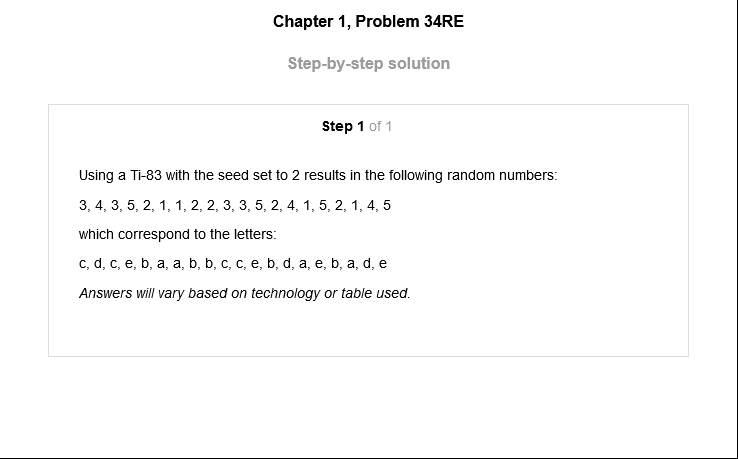 Chapter 1, Problem 34RE
Step-by-step solution
Step 1 of 1
Using a Ti-83 with the seed set to 2 results in the following random numbers:
3, 4, 3, 5, 2, 1, 1, 2, 2, 3, 3, 5, 2, 4, 1, 5, 2, 1, 4, 5
which correspond to the letters:
c, d, c, e, b, a, a, b, b, c, c, e, b, d, a, e, b, a, d, e
Answers will vary based on technology or table used.